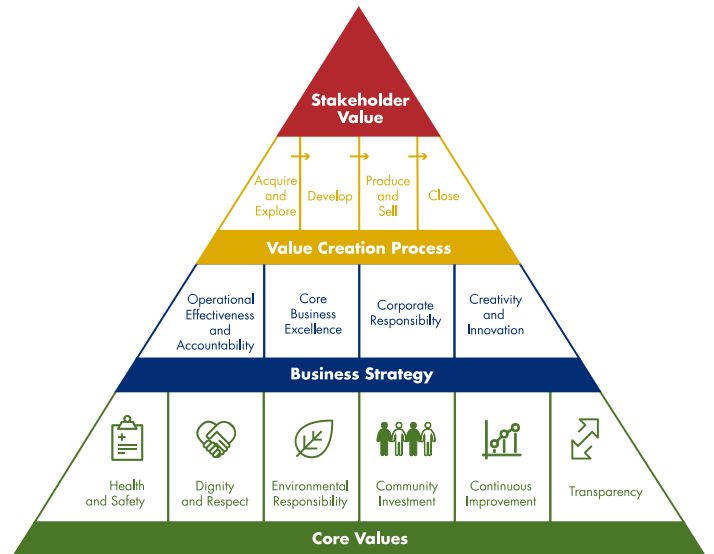 Stakeholder
Value
Acquire
and
Explore
Develop
Produce
and
Sell
Close
Value Creation Process
Operational
Effectiveness
and
Accountability
Core
Business
Excellence
Corporate
Responsibilty
Creativity
and
Innovation
Business Strategy
Health
and Safety
Dignity
and Respect
Environmental
Responsibility
Community
Investment
Continuous
Improvement
Transparency
Core Values